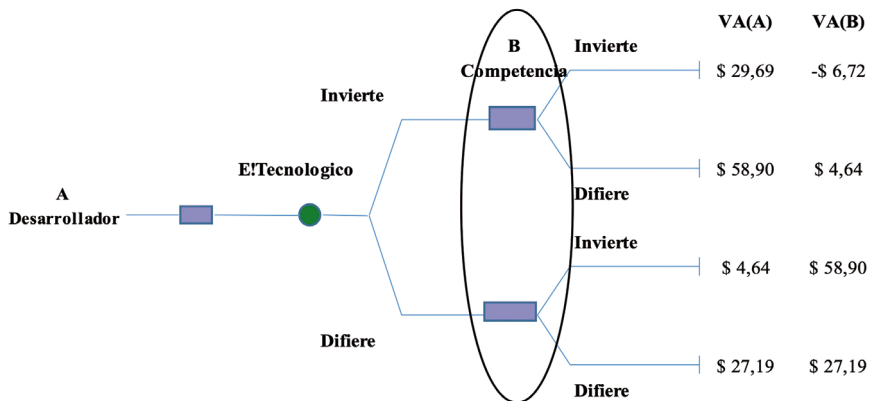 VA(A) VA(B)
B
Competencia
Invierte
$ 29,69 -$ 6,72
Invierte
E!Tecnologico
$ 58,90 $ 4,64
Difiere
A
Desarrollador
Invierte
$ 4,64 $ 58,90
Difiere
$ 27,19 $ 27,19
Difiere